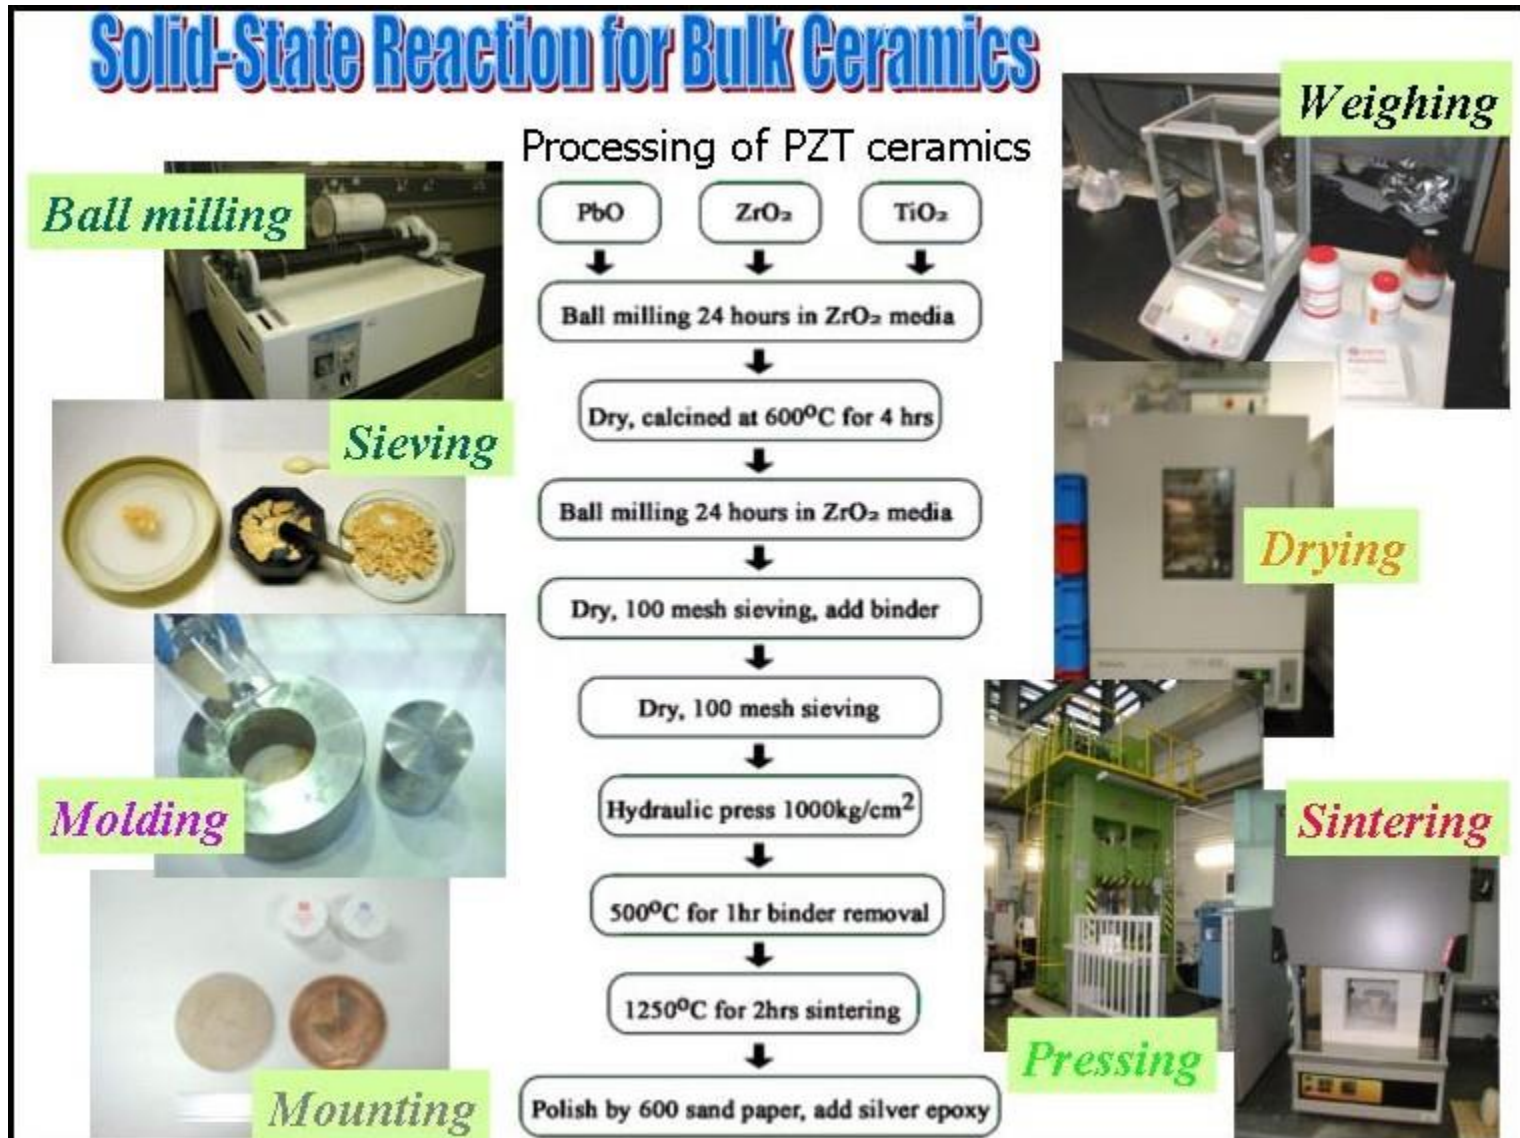 Solid-State Reaction for Bulk Ceramics
Weighing
Processing of PZT ceramics
Ball milling
PbO
ZrO₂
TiO₂
Ball milling 24 hours in ZrO₂ media
Dry, calcined at 600⁰C for 4 hrs
Sieving
Ball milling 24 hours in ZrO₂ media
Drying
Dry, 100 mesh sieving, add binder
Dry, 100 mesh sieving
Molding
Hydraulic press 1000kg/cm²
Sintering
500⁰C for 1hr binder removal
1250⁰C for 2hrs sintering
Pressing
Mounting
Polish by 600 sand paper, add silver epoxy